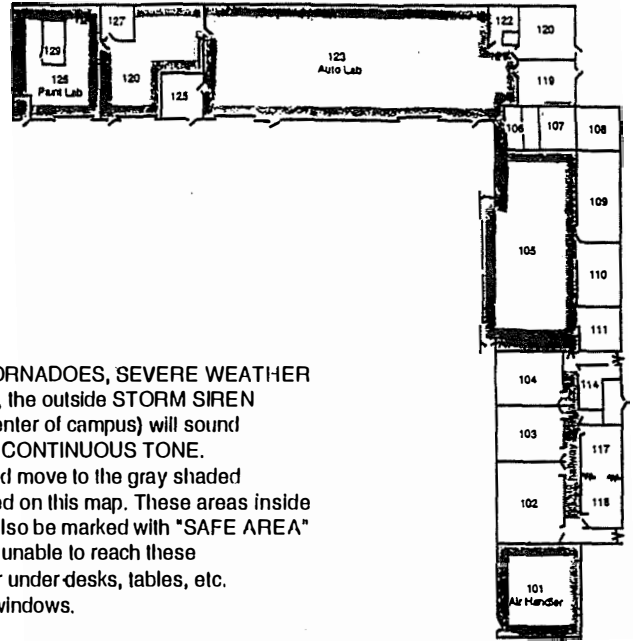 127
122
120
129
123
Auto Lab
126
Paint Lab
120
125
119
106
107
108
109
105
110
111
104
114
103
117
102
118
101
Air Handler
ORNADOES, SEVERE WEATHER
, the outside STORM SIREN
enter of campus) will sound
CONTINUOUS TONE.
d move to the gray shaded
ed on this map. These areas inside
lso be marked with "SAFE AREA"
unable to reach these
r under desks, tables, etc.
windows.
hallway